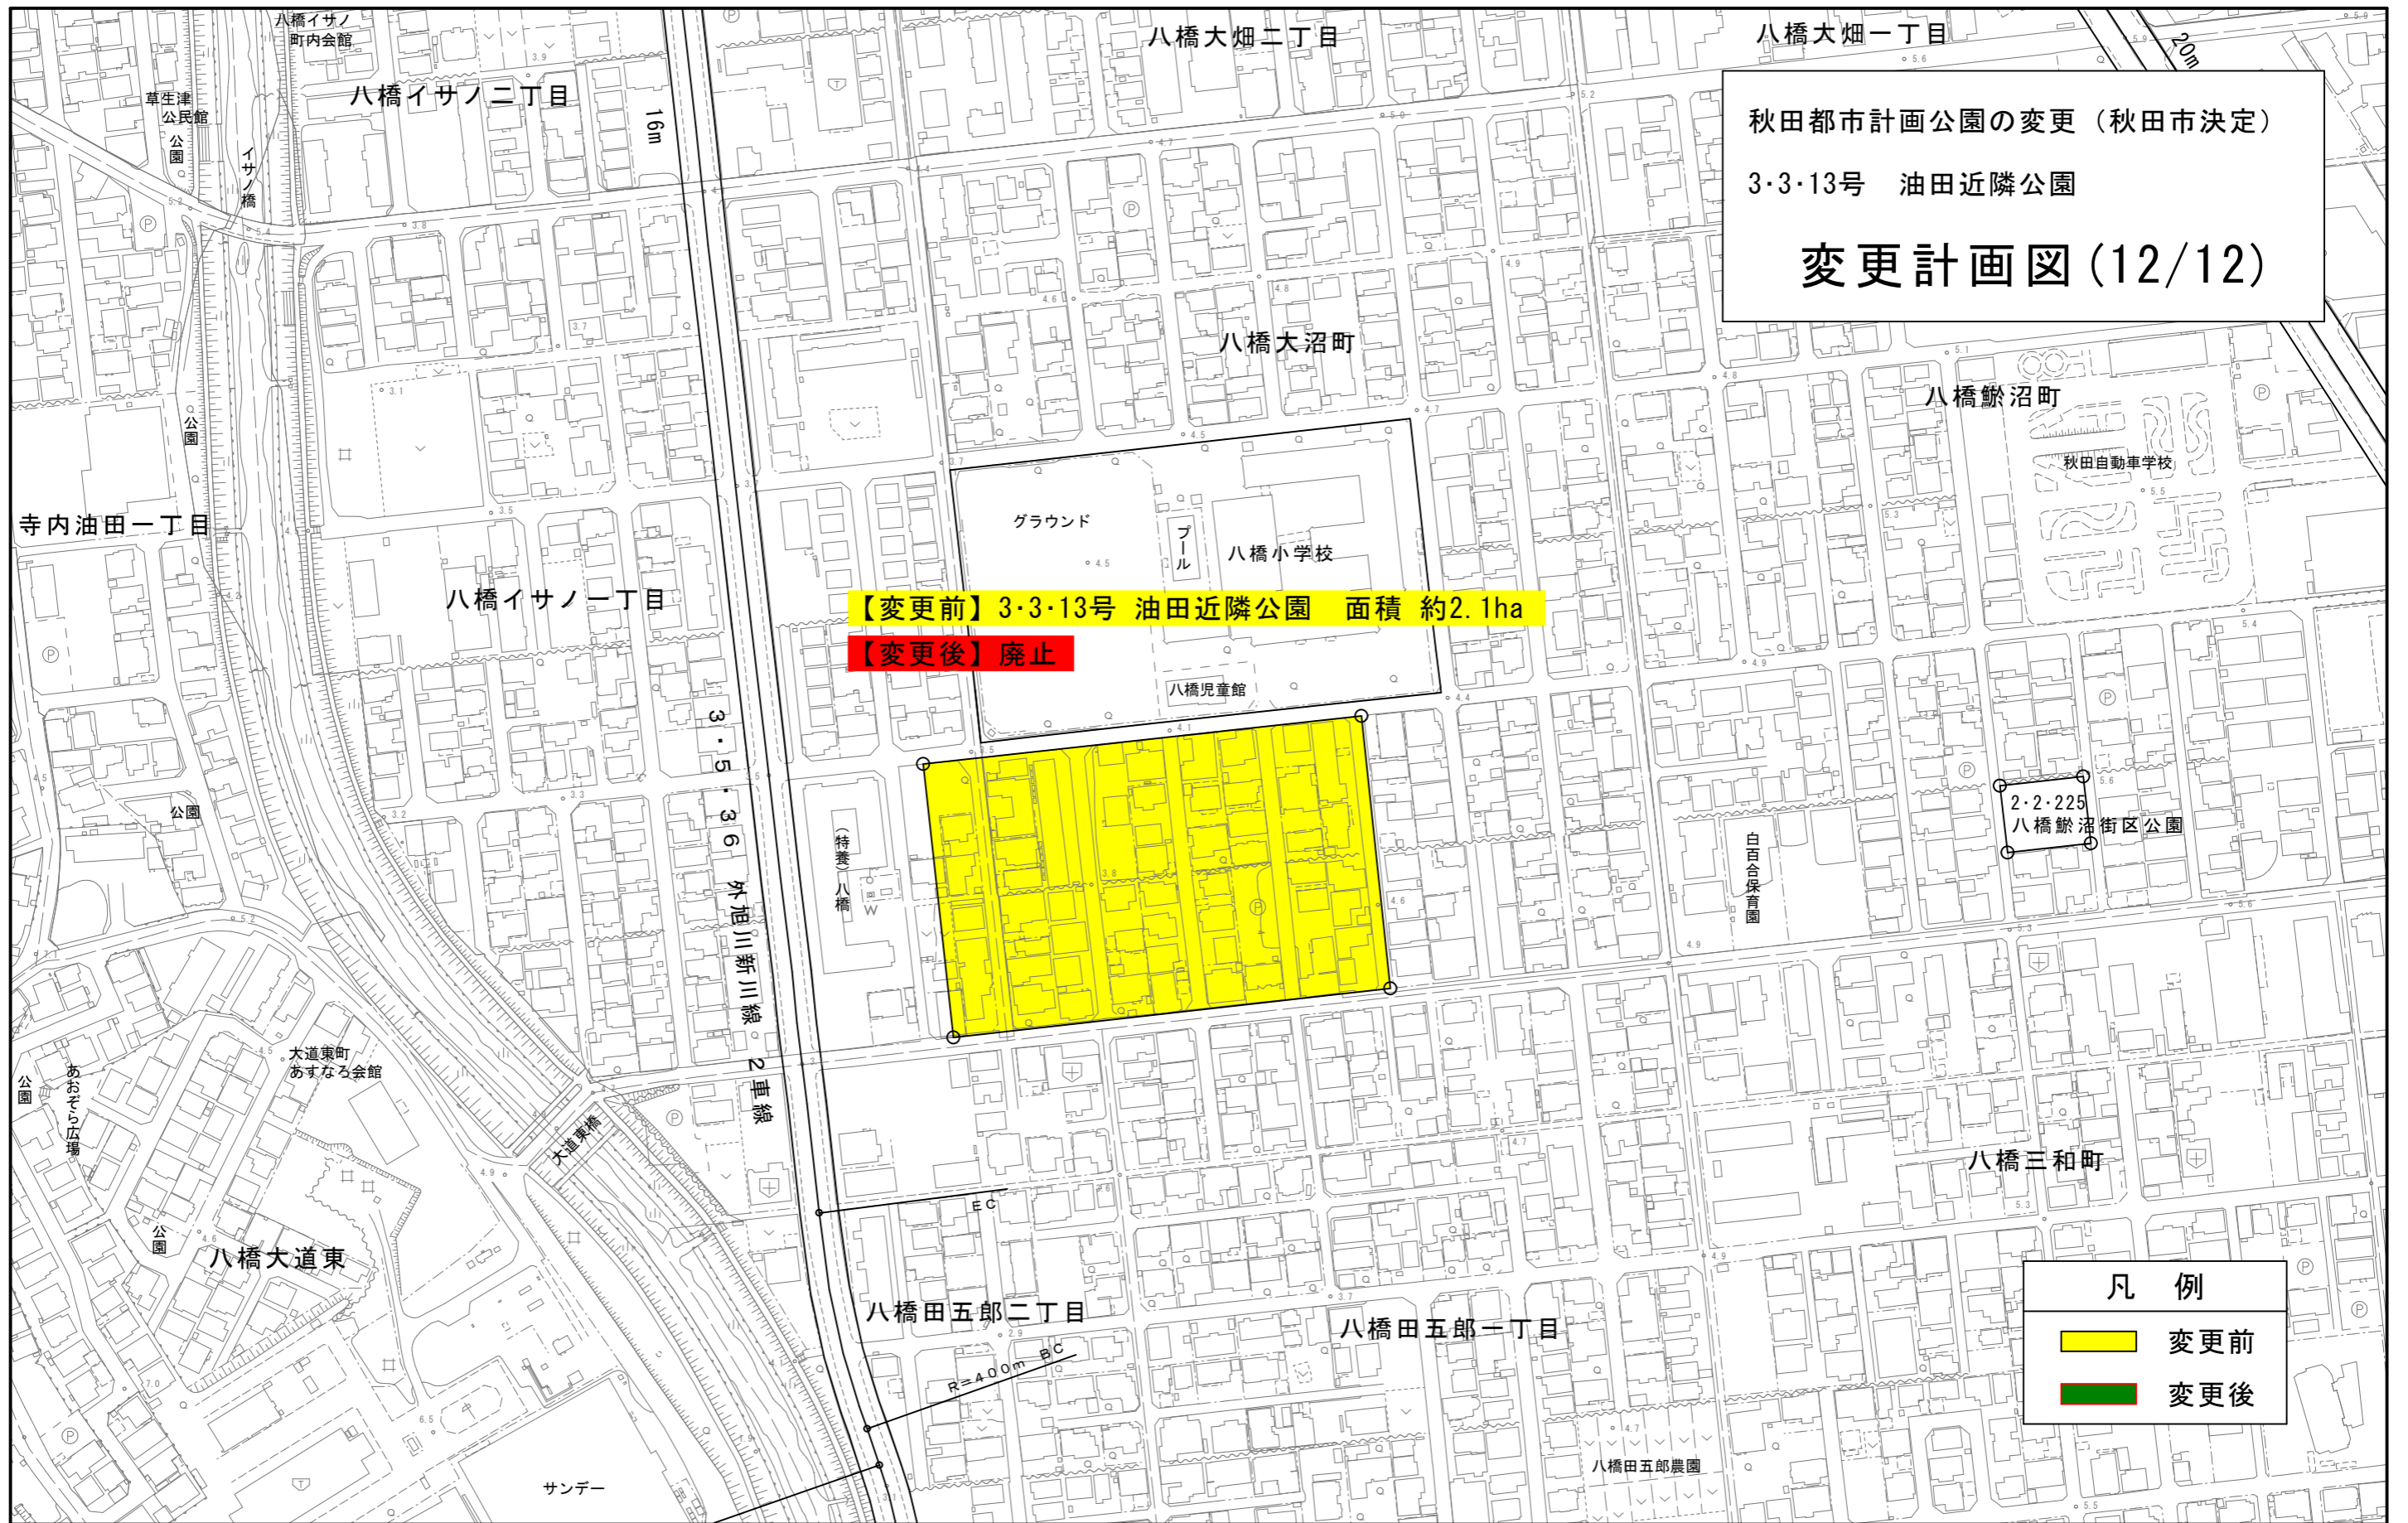 八橋イサノ
町内会館
八橋大畑二丁目
八橋大畑一丁目
20m
草生津
公民館
八橋イサノ二丁目
16m
公園
イサノ橋
秋田都市計画公園の変更（秋田市決定）
3・3・13号　油田近隣公園
変更計画図(12/12)
八橋大沼町
八橋鯲沼町
公園
秋田自動車学校
寺内油田一丁目
グラウンド
プール
八橋小学校
八橋イサノ一丁目
【変更前】3・3・13号 油田近隣公園　面積 約2.1ha
【変更後】廃止
八橋児童館
3・5・36 外旭川新川線 2車線
公園
（特養）八橋
白百合保育園
2・2・225
八橋鯲沼街区公園
大道東町
あすなろ会館
公園
あおぞら広場
大道東橋
八橋三和町
公園
八橋大道東
EC
八橋田五郎二丁目
八橋田五郎一丁目
R=400m BC
凡　例
変更前
変更後
八橋田五郎農園
サンデー